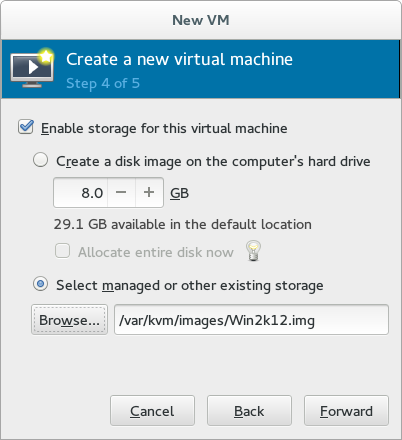 New VM
Create a new virtual machine
Step 4 of 5
Enable storage for this virtual machine
Create a disk image on the computer's hard drive
8.0 − + GB
29.1 GB available in the default location
Allocate entire disk now
Select managed or other existing storage
Browse... /var/kvm/images/Win2k12.img
Cancel Back Forward